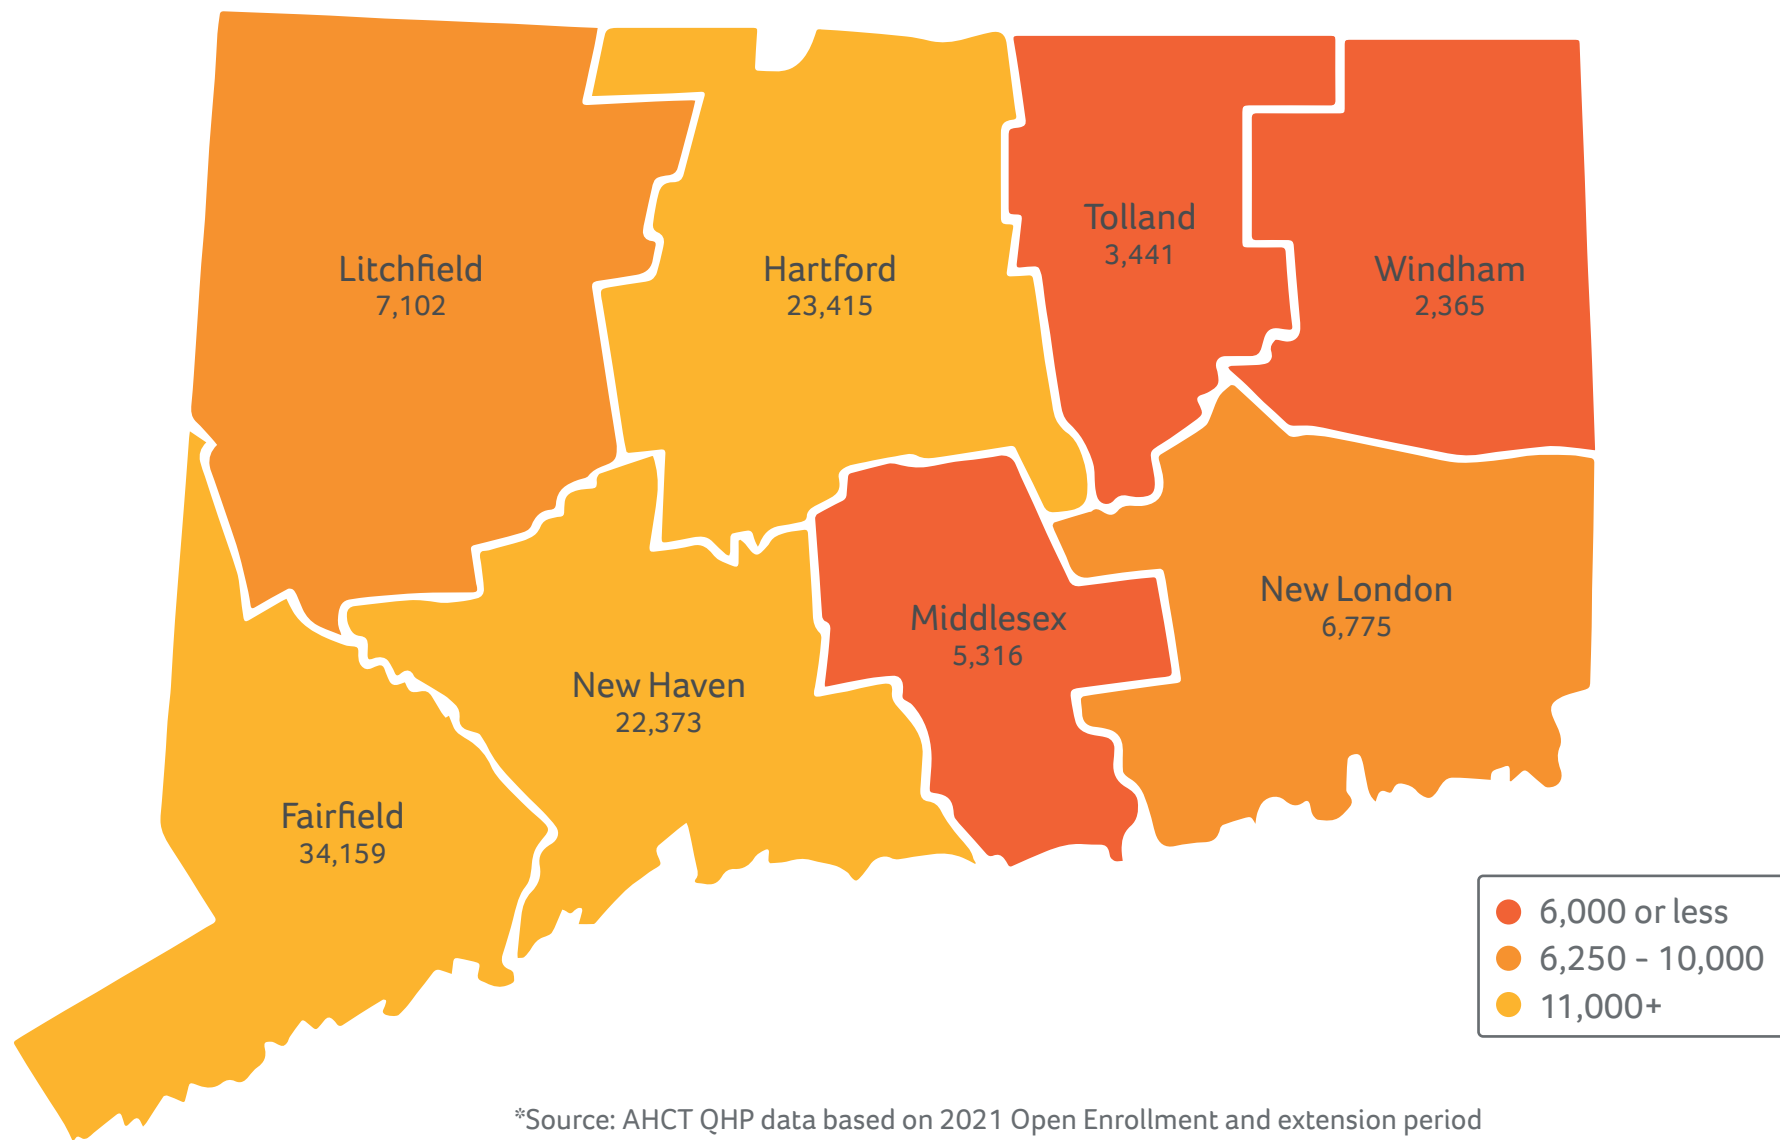 Tolland
3,441
Litchfield
7,102
Hartford
23,415
Windham
2,365
New London
6,775
Middlesex
5,316
New Haven
22,373
Fairfield
34,159
6,000 or less
6,250 - 10,000
11,000+
*Source: AHCT QHP data based on 2021 Open Enrollment and extension period